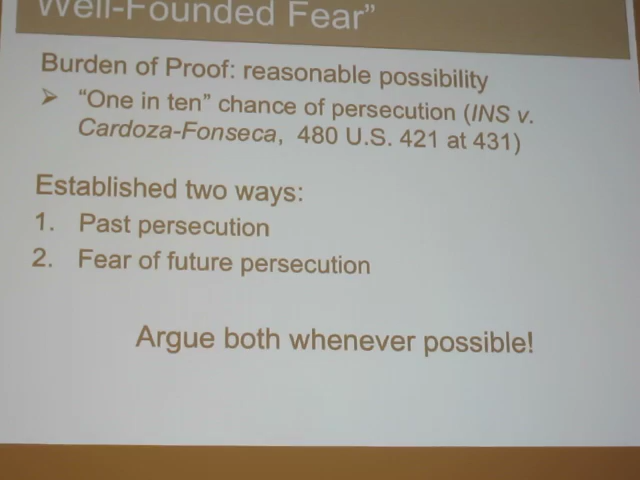 Well-Founded Fear”
Burden of Proof: reasonable possibility
➤ “One in ten” chance of persecution (INS v.
Cardoza-Fonseca, 480 U.S. 421 at 431)
Established two ways:
1. Past persecution
2. Fear of future persecution
Argue both whenever possible!